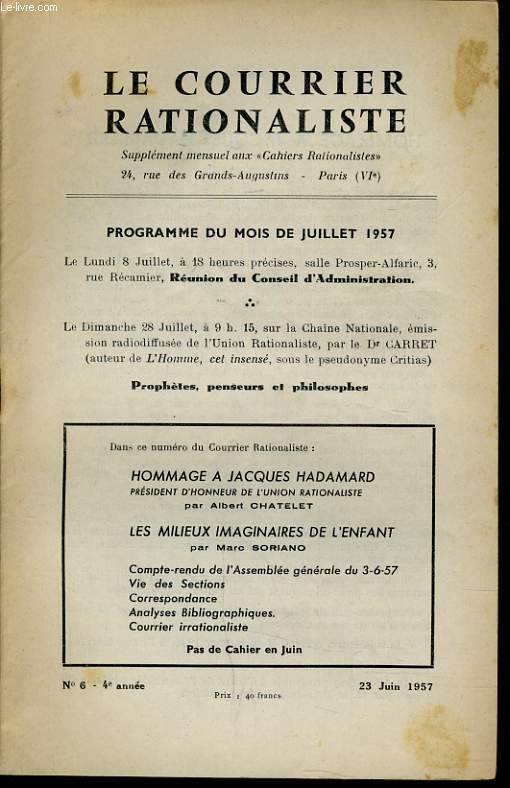 Le-livre.com
LE COURRIER
RATIONALISTE
Supplément mensuel aux «Cahiers Rationalistes»
24, rue des Grands-Augustins - Paris (VIe)
PROGRAMME DU MOIS DE JUILLET 1957
Le Lundi 8 Juillet, à 18 heures précises, salle Prosper-Alfaric, 3,
rue Récamier, Réunion du Conseil d'Administration.
Le Dimanche 28 Juillet, à 9 h. 15, sur la Chaîne Nationale, émis-
sion radiodiffusée de l'Union Rationaliste, par le Dr CARRET
(auteur de L'Homme, cet insensé, sous le pseudonyme Critias)
Prophètes, penseurs et philosophes
Dans ce numéro du Courrier Rationaliste :
HOMMAGE A JACQUES HADAMARD
PRÉSIDENT D'HONNEUR DE L'UNION RATIONALISTE
par Albert CHATELET
LES MILIEUX IMAGINAIRES DE L'ENFANT
par Marc SORIANO
Compte-rendu de l'Assemblée générale du 3-6-57
Vie des Sections
Correspondance
Analyses Bibliographiques.
Courrier irrationaliste
Pas de Cahier en Juin
No 6 - 4e année
23 Juin 1957
Prix : 40 francs